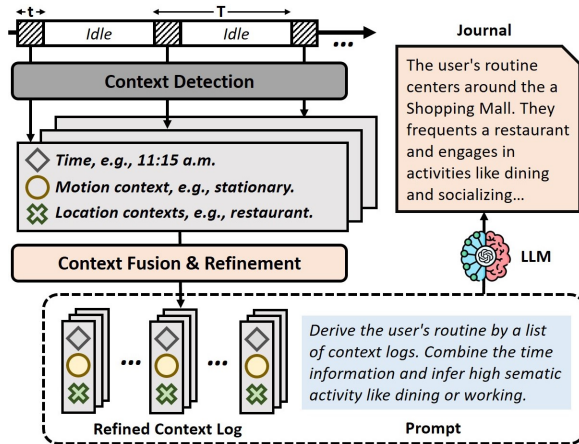 t
T
Idle
Idle
...
Context Detection
Time, e.g., 11:15 a.m.
Motion context, e.g., stationary.
Location contexts, e.g., restaurant.
Context Fusion & Refinement
...
...
Refined Context Log
Journal
The user's routine
centers around the a
Shopping Mall. They
frequents a restaurant
and engages in
activities like dining
and socializing...
LLM
Derive the user's routine by a list
of context logs. Combine the time
information and infer high sematic
activity like dining or working.
Prompt